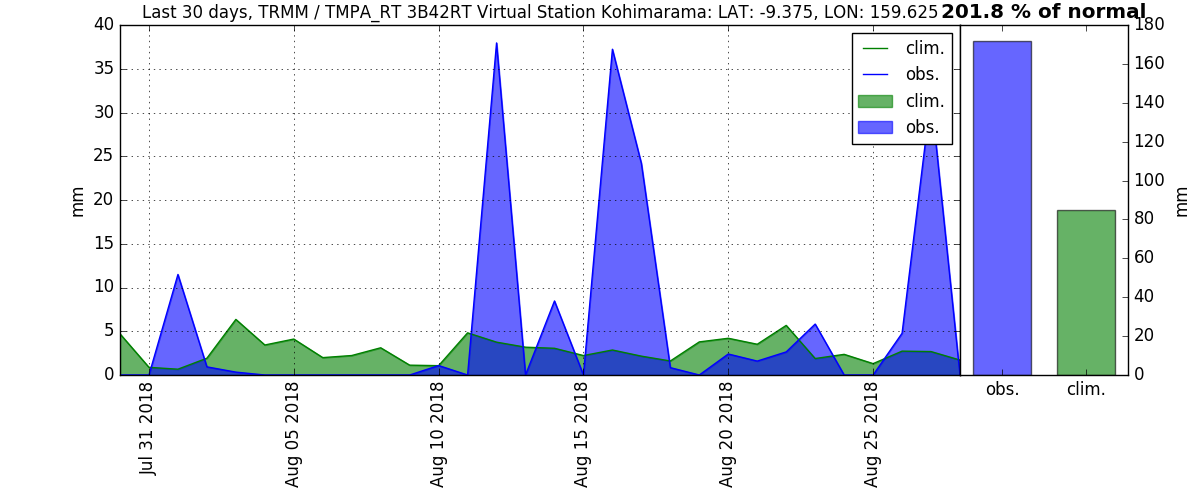 Last 30 days, TRMM / TMPA_RT 3B42RT Virtual Station Kohimarama: LAT: -9.375, LON: 159.625
201.8 % of normal
40
35
30
25
20
15
10
5
0
mm
clim.
obs.
clim.
obs.
Jul 31 2018
Aug 05 2018
Aug 10 2018
Aug 15 2018
Aug 20 2018
Aug 25 2018
180
160
140
120
100
80
60
40
20
0
mm
obs.
clim.